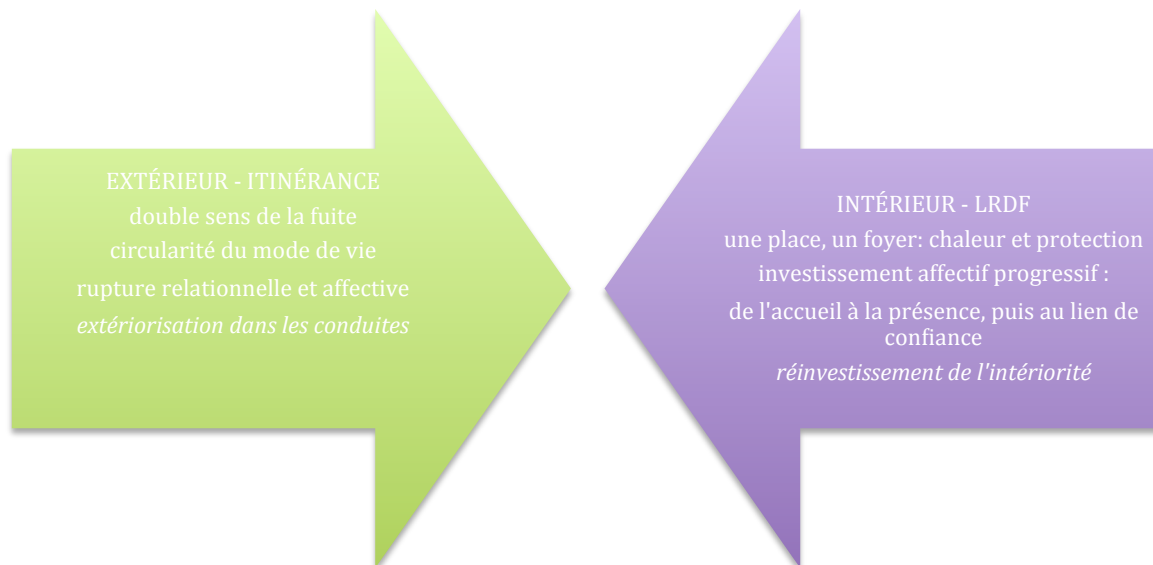 EXTÉRIEUR - ITINÉRANCE
double sens de la fuite
circularité du mode de vie
rupture relationnelle et affective
extériorisation dans les conduites
INTÉRIEUR - LRDF
une place, un foyer: chaleur et protection
investissement affectif progressif :
de l'accueil à la présence, puis au lien de
confiance
réinvestissement de l'intériorité